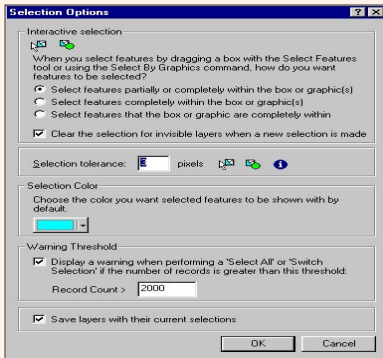 Selection Options
Interactive selection
When you select features by dragging a box with the Select Features
tool or using the Select By Graphics command, how do you want
features to be selected?
Select features partially or completely within the box or graphic(s)
Select features completely within the box or graphic(s)
Select features that the box or graphic are completely within
Clear the selection for invisible layers when a new selection is made
Selection tolerance: 3 pixels
Selection Color
Choose the color you want selected features to be shown with by
default.
Warning Threshold
Display a warning when performing a 'Select All' or 'Switch
Selection' if the number of records is greater than this threshold:
Record Count > 2000
Save layers with their current selections
OK Cancel